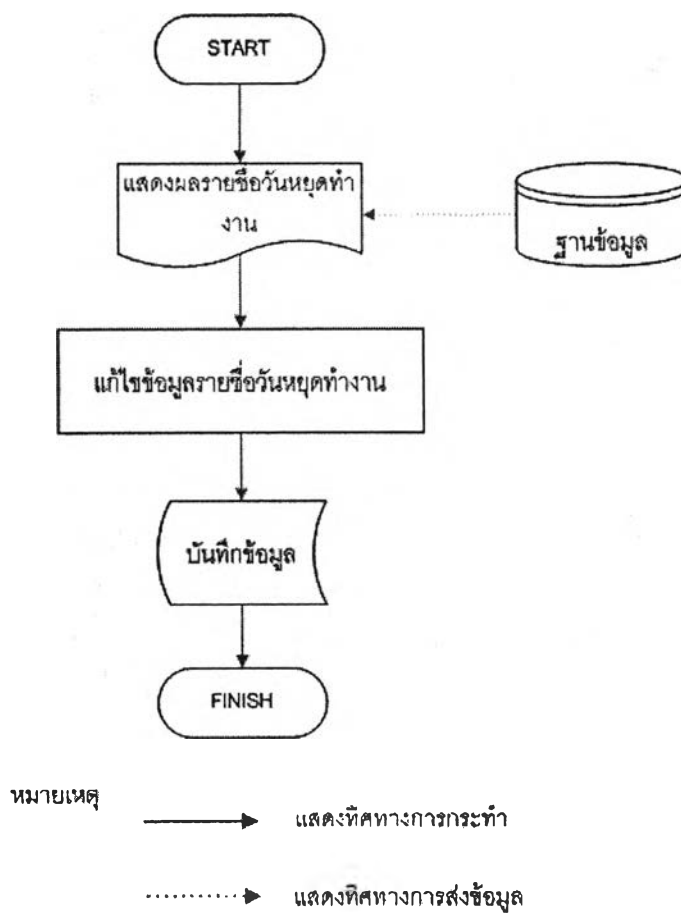 START
แสดงผลรายชื่อวันหยุดทำ
งาน
ฐานข้อมูล
แก้ไขข้อมูลรายชื่อวันหยุดทำงาน
บันทึกข้อมูล
FINISH
หมายเหตุ
แสดงทิศทางการกระทำ
แสดงทิศทางการส่งข้อมูล